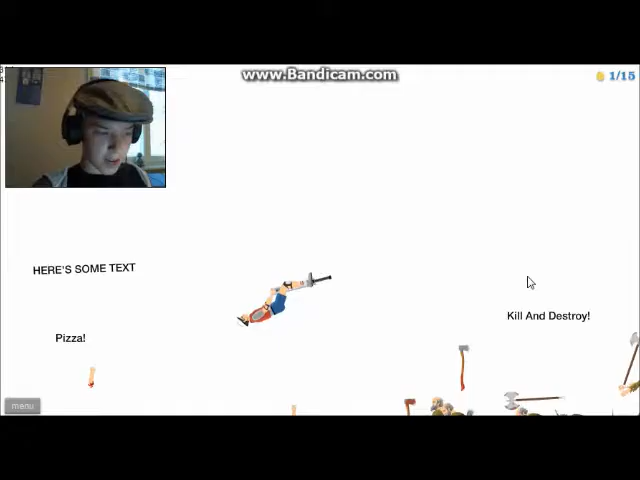 www.Bandicam.com
1/15
HERE'S SOME TEXT
Kill And Destroy!
Pizza!
menu